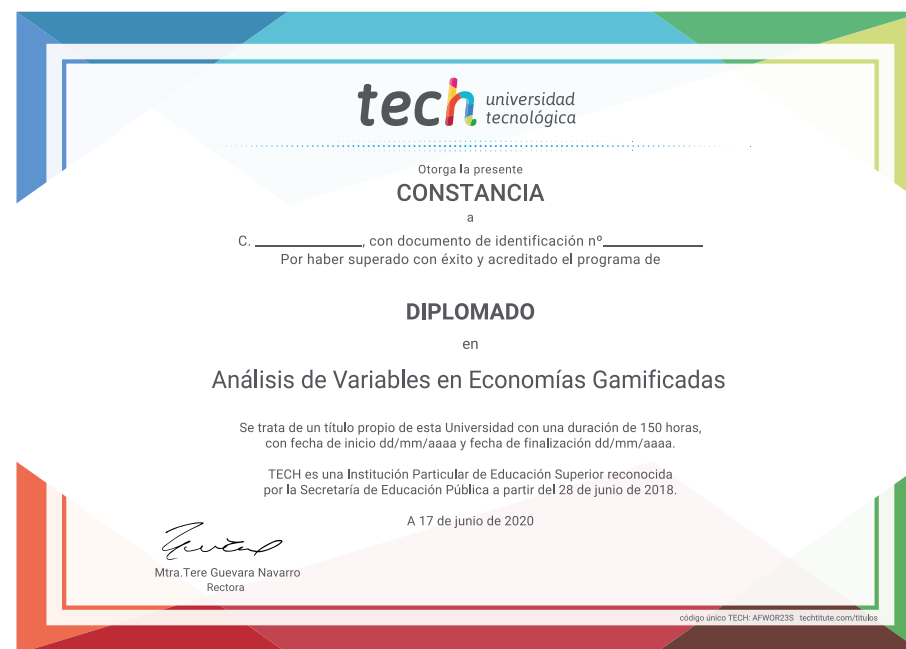 tech universidad
tecnológica
Otorga la presente
CONSTANCIA
a
C. ____________, con documento de identificación nº____________
Por haber superado con éxito y acreditado el programa de
DIPLOMADO
en
Análisis de Variables en Economías Gamificadas
Se trata de un título propio de esta Universidad con una duración de 150 horas,
con fecha de inicio dd/mm/aaaa y fecha de finalización dd/mm/aaaa.
TECH es una Institución Particular de Educación Superior reconocida
por la Secretaría de Educación Pública a partir del 28 de junio de 2018.
A 17 de junio de 2020
Mtra.Tere Guevara Navarro
Rectora
código único TECH: AFWOR23S techtitute.com/titulos